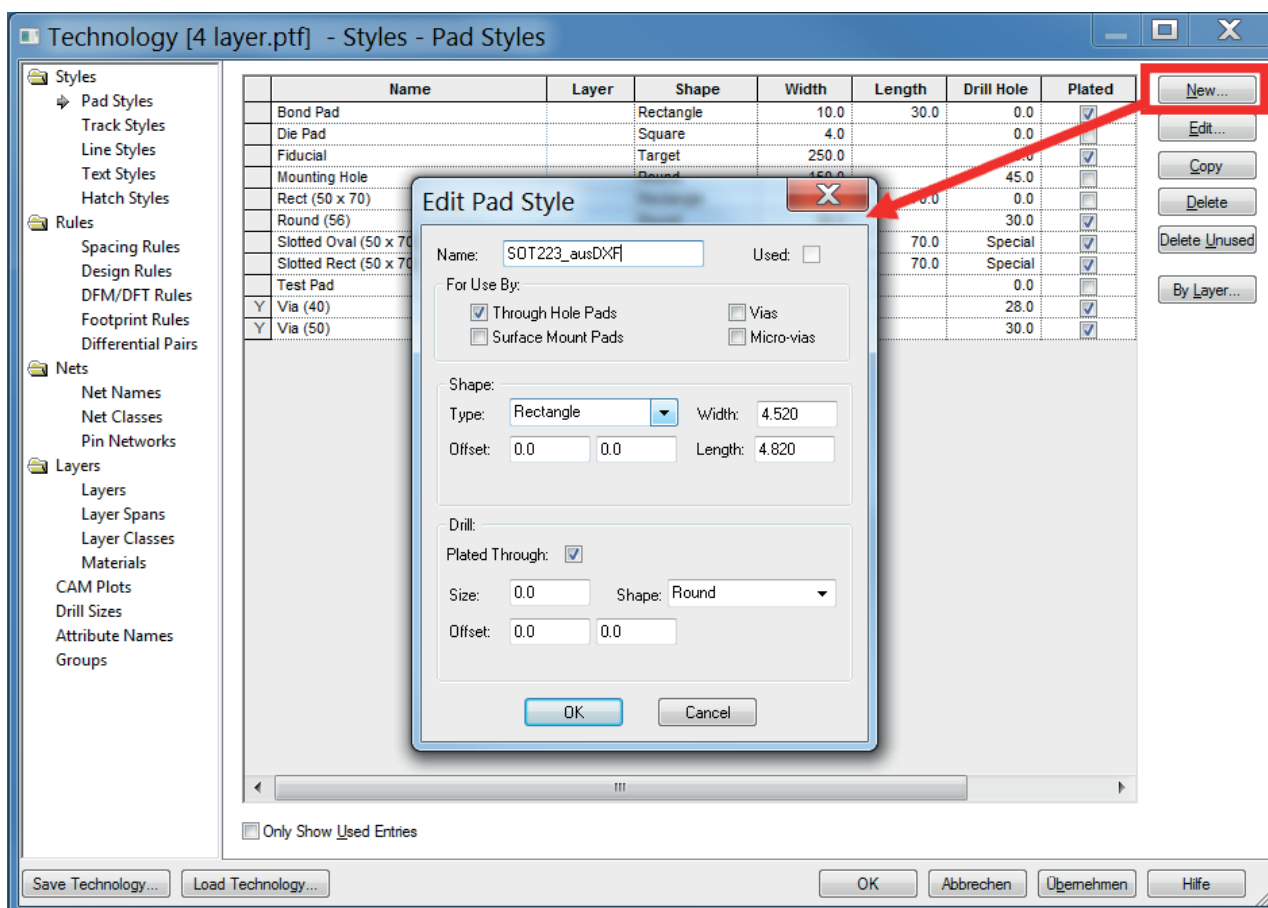 Technology [4 layer.ptf] - Styles - Pad Styles
Styles
Pad Styles
Track Styles
Line Styles
Text Styles
Hatch Styles
Rules
Spacing Rules
Design Rules
DFM/DFT Rules
Footprint Rules
Differential Pairs
Nets
Net Names
Net Classes
Pin Networks
Layers
Layers
Layer Spans
Layer Classes
Materials
CAM Plots
Drill Sizes
Attribute Names
Groups
Name Layer Shape Width Length Drill Hole Plated
Bond Pad Rectangle 10.0 30.0 0.0
Die Pad Square 4.0 0.0
Fiducial Target 250.0
Mounting Hole 45.0
Rect (50 x 70) 0.0
Round (56) 30.0
Slotted Oval (50 x 70 70.0 Special
Slotted Rect (50 x 70 70.0 Special
Test Pad 0.0
Y Via (40) 28.0
Y Via (50) 30.0
New...
Edit...
Copy
Delete
Delete Unused
By Layer...
Edit Pad Style
Name: SOT223_ausDXF Used:
For Use By:
Through Hole Pads Vias
Surface Mount Pads Micro-vias
Shape:
Type: Rectangle Width: 4.520
Offset: 0.0 0.0 Length: 4.820
Drill:
Plated Through:
Size: 0.0 Shape: Round
Offset: 0.0 0.0
OK Cancel
Only Show Used Entries
Save Technology... Load Technology... OK Abbrechen Übernehmen Hilfe